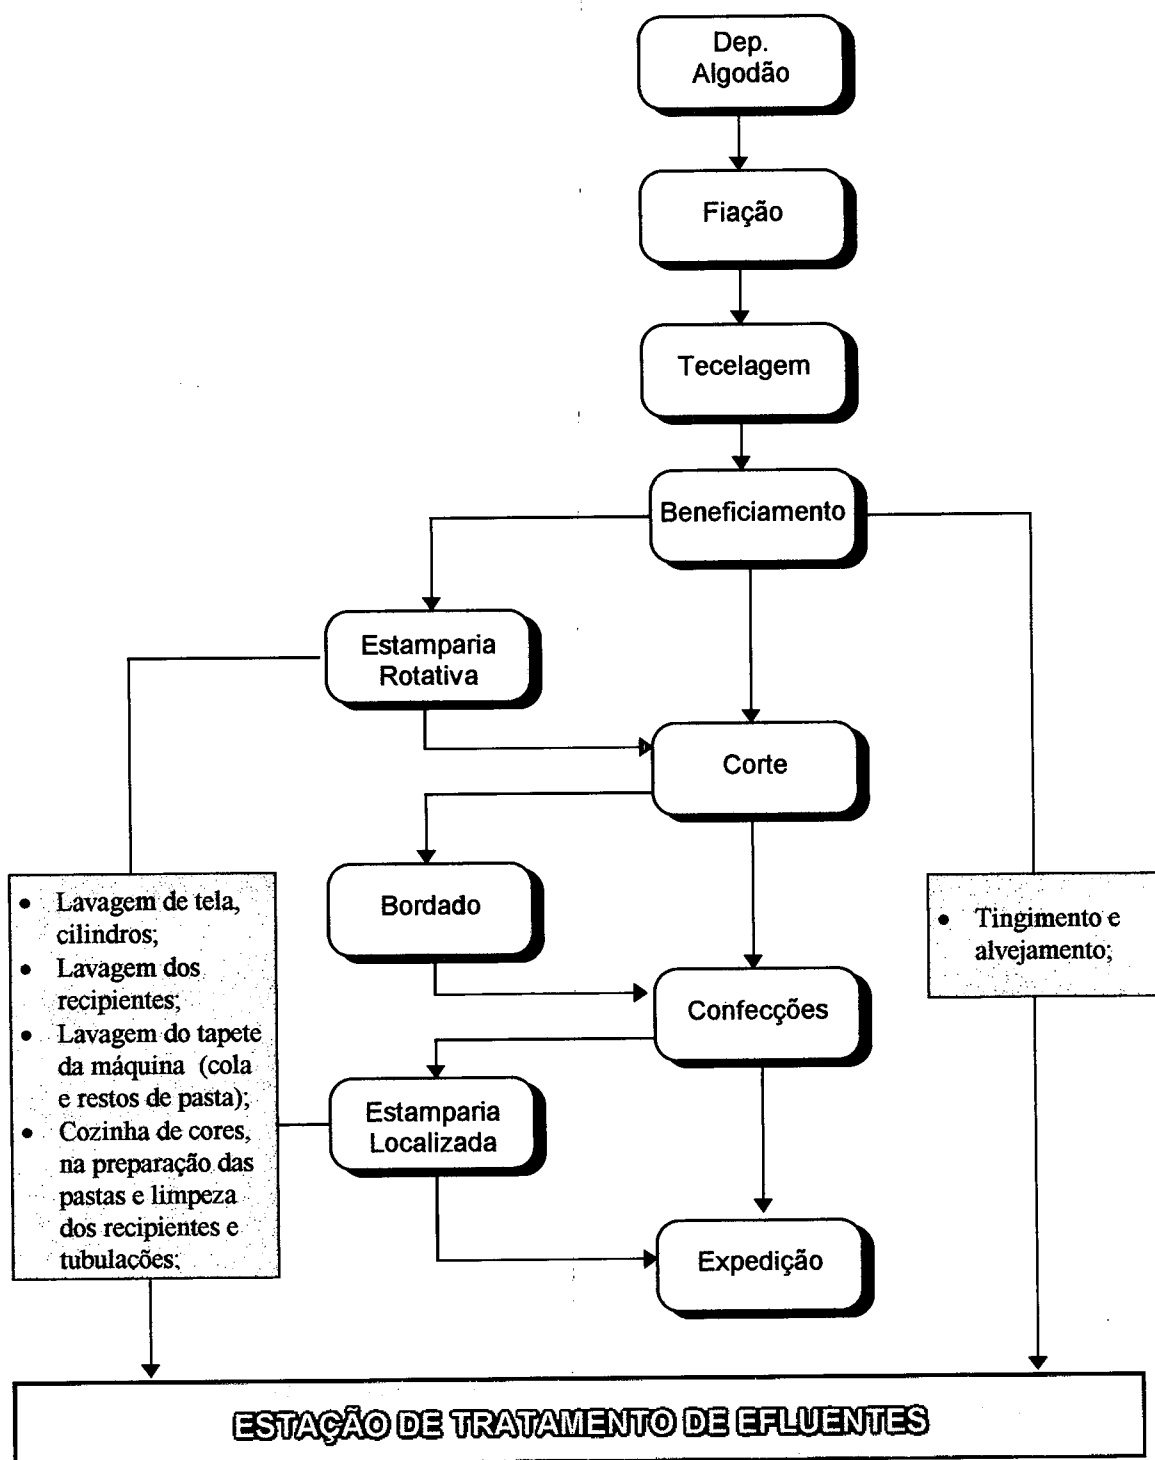 Dep.
Algodão
Fiação
Tecelagem
Beneficiamento
Estamparia
Rotativa
Corte
Bordado
• Lavagem de tela,
cilindros;
• Lavagem dos
recipientes;
• Lavagem do tapete
da máquina (cola
e restos de pasta);
• Cozinha de cores,
na preparação das
pastas e limpeza
dos recipientes e
tubulações;
• Tingimento e
alvejamento;
Confecções
Estamparia
Localizada
Expedição
ESTAÇÃO DE TRATAMENTO DE EFLUENTES